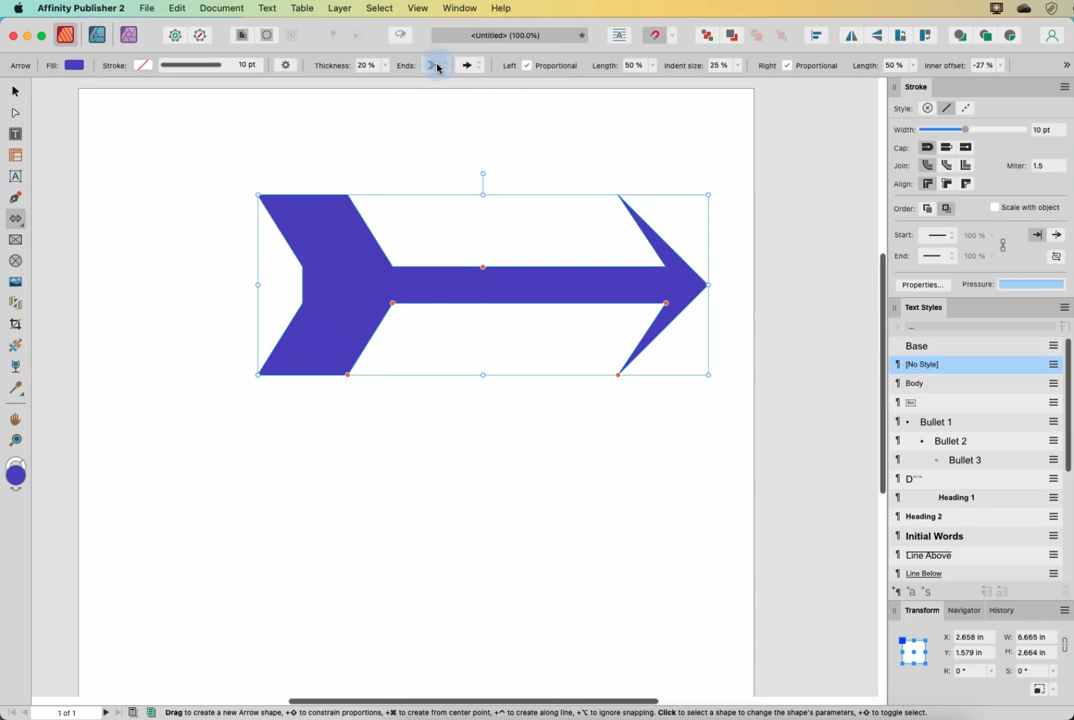 Affinity Publisher 2 File Edit Document Text Table Layer Select View Window Help
<Untitled> (100.0%)
Arrow Fill: Stroke: 10 pt Thickness: 20 % Ends: Left Proportional Length: 50 % Indent size: 25 % Right Proportional Length: 50 % Inner offset: -27 % »
Stroke
Style:
Width: 10 pt
Cap:
Join: Miter: 1.5
Align:
Order: Scale with object
Start: 100 %
End: 100 %
Properties... Pressure:
Text Styles
Base
[No Style]
Body
Bullet 1
Bullet 2
Bullet 3
Heading 1
Heading 2
Initial Words
Line Above
Line Below
Transform Navigator History
X: 2.658 in W: 6.665 in
Y: 1.579 in H: 2.664 in
R: 0 ° S: 0 °
1 of 1 Drag to create a new Arrow shape, +⇧ to constrain proportions, +⌘ to create from center point, +^ to create along line, +⌥ to ignore snapping. Click to select a shape to change the shape's parameters, +⇧ to toggle select.